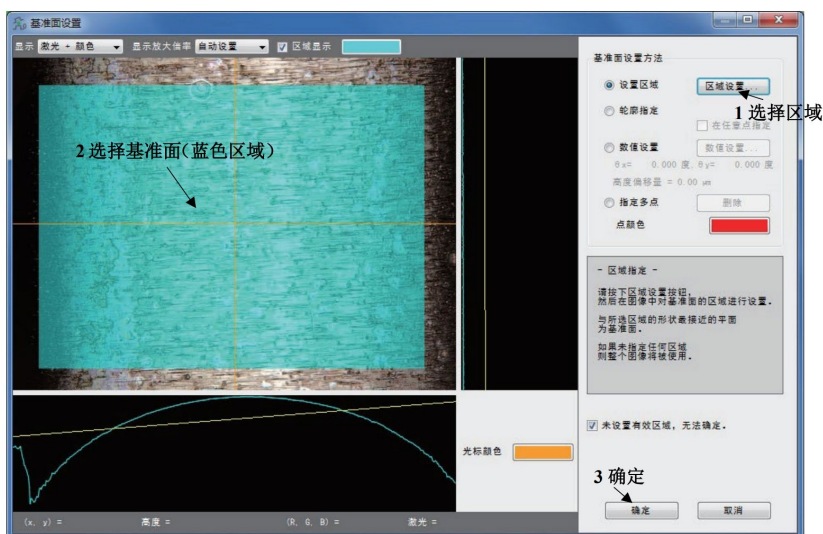 基准面设置
显示 激光 + 颜色 显示放大倍率 自动设置 区域显示
基准面设置方法
设置区域 区域设置...
1 选择区域
轮廓指定
在任意点指定
2 选择基准面(蓝色区域)
数值设置 数值设置...
θx= 0.000 度, θy= 0.000 度
高度偏移量 = 0.00 μm
指定多点 删除
点颜色
- 区域指定 -
请按下区域设置按钮,
然后在图像中对基准面的区域进行设置。
与所选区域的形状最接近的平面
为基准面。
如果未指定任何区域
则整个图像将被使用。
未设置有效区域, 无法确定。
光标颜色
3 确定
确定 取消
(x, y) = 高度 = (R, G, B) = 激光 =